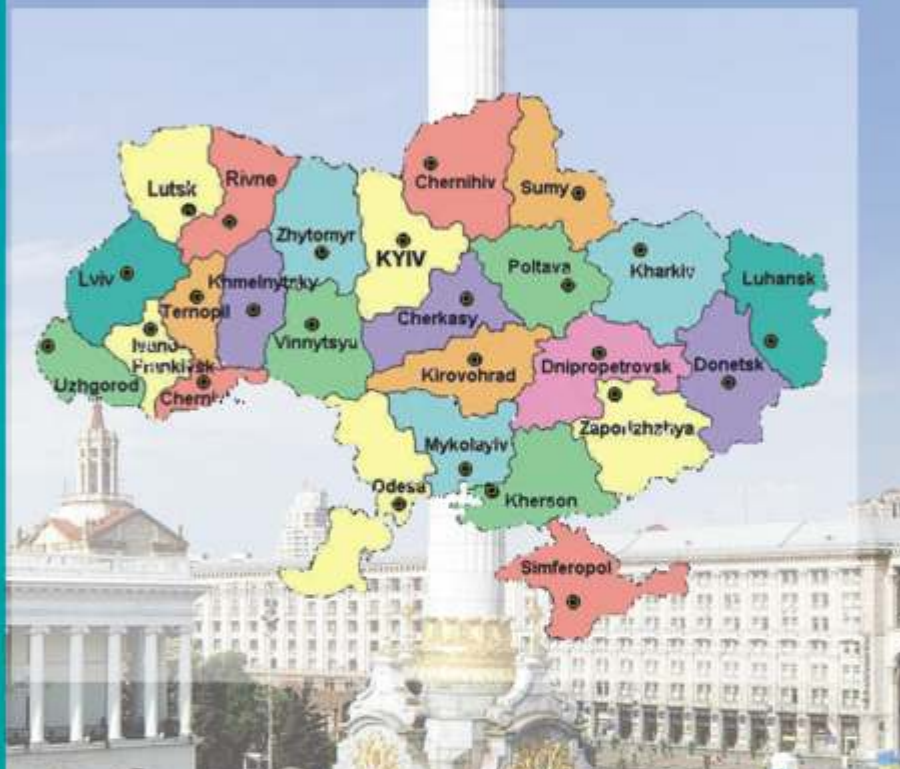 Chernihiv
Sumy
Lutsk
Rivne
Zhytomyr
KYIV
Poltava
Kharkiv
Luhansk
Lviv
Khmelnytsky
Ternopil
Cherkasy
Vinnytsya
Ivano-
Frankivsk
Uzhgorod
Kirovohrad
Dnipropetrovsk
Donetsk
Zaporizhzhya
Mykolayiv
Odesa
Kherson
Simferopol